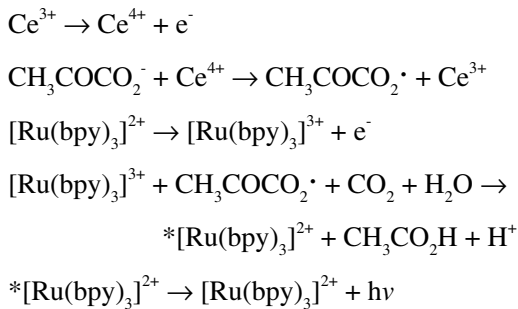 Ce³⁺ → Ce⁴⁺ + e⁻
CH₃COCO₂⁻ + Ce⁴⁺ → CH₃COCO₂• + Ce³⁺
[Ru(bpy)₃]²⁺ → [Ru(bpy)₃]³⁺ + e⁻
[Ru(bpy)₃]³⁺ + CH₃COCO₂• + CO₂ + H₂O →
*[Ru(bpy)₃]²⁺ + CH₃CO₂H + H⁺
*[Ru(bpy)₃]²⁺ → [Ru(bpy)₃]²⁺ + hν